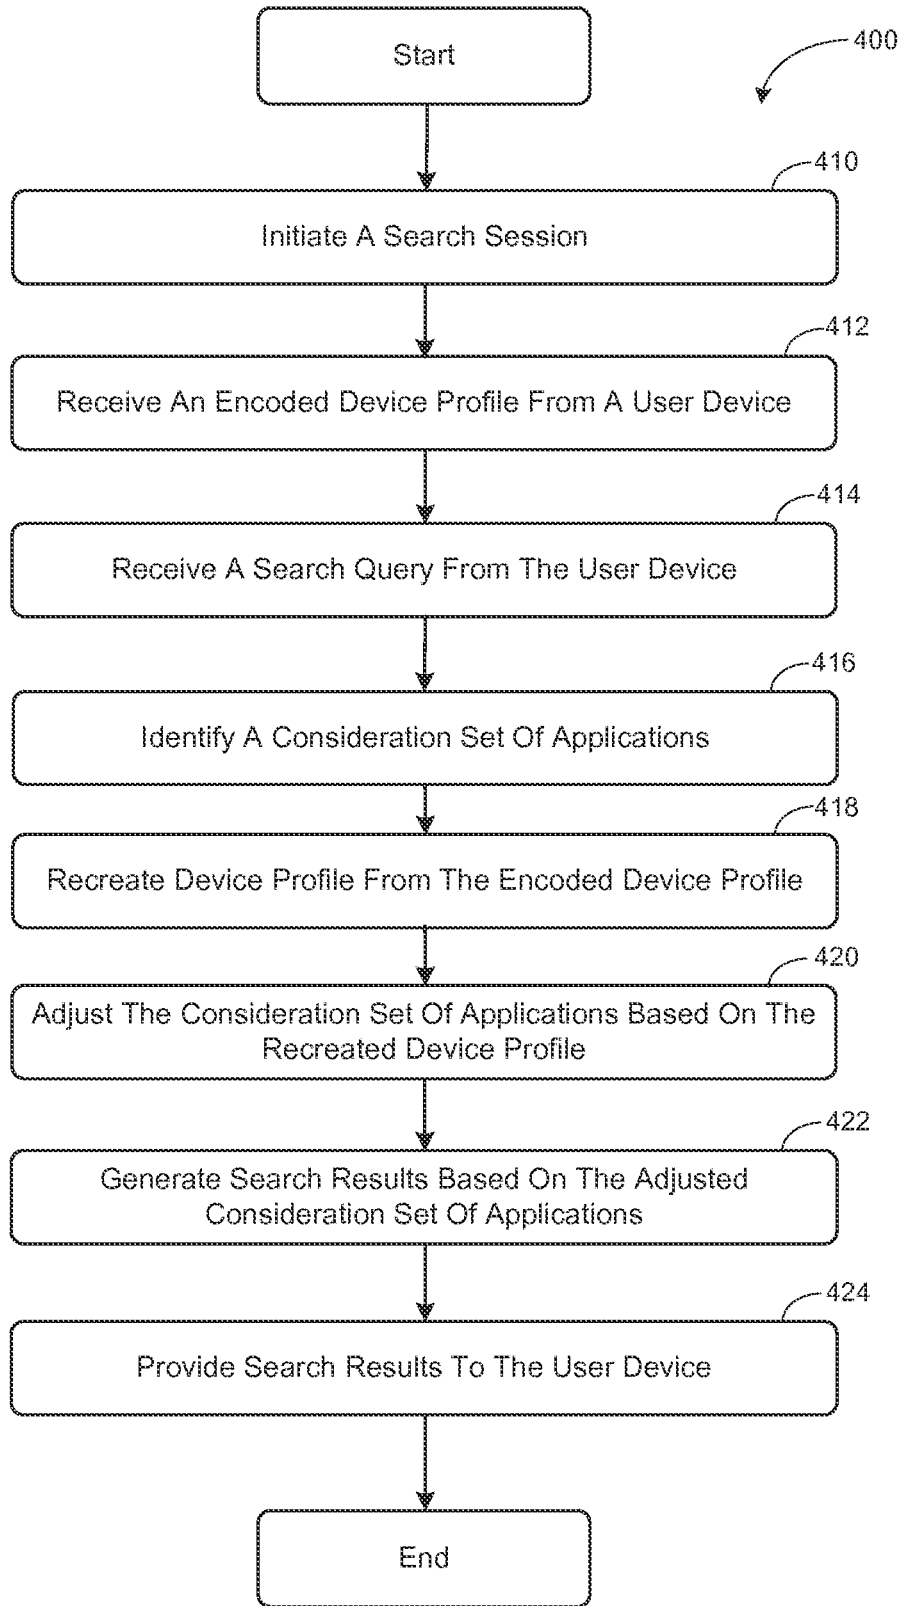 Start
400
410
Initiate A Search Session
412
Receive An Encoded Device Profile From A User Device
414
Receive A Search Query From The User Device
416
Identify A Consideration Set Of Applications
418
Recreate Device Profile From The Encoded Device Profile
420
Adjust The Consideration Set Of Applications Based On The
Recreated Device Profile
422
Generate Search Results Based On The Adjusted
Consideration Set Of Applications
424
Provide Search Results To The User Device
End